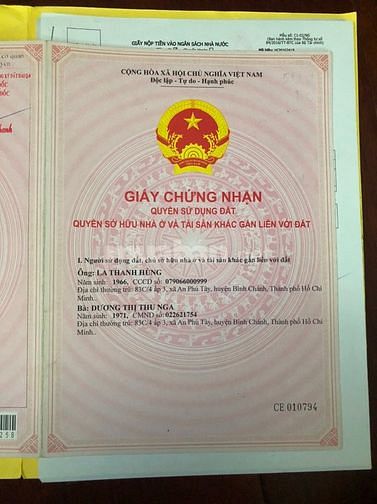 GIẤY NỘP TIỀN VÀO NGÂN SÁCH NHÀ NƯỚC
Mẫu số: C1-02/NS
CỘNG HÒA XÃ HỘI CHỦ NGHĨA VIỆT NAM
Độc lập - Tự do - Hạnh phúc
GIẤY CHỨNG NHẬN
QUYỀN SỬ DỤNG ĐẤT
QUYỀN SỞ HỮU NHÀ Ở VÀ TÀI SẢN KHÁC GẮN LIỀN VỚI ĐẤT
I. Người sử dụng đất, chủ sở hữu nhà ở và tài sản khác gắn liền với đất
Ông: LA THANH HÙNG
Năm sinh: 1966, CCCD số: 079066000999
Địa chỉ thường trú: 83C/4 ấp 3, xã An Phú Tây, huyện Bình Chánh, Thành phố Hồ Chí
Minh..
Bà: DƯƠNG THỊ THU NGA
Năm sinh: 1971, CMND số: 022621754
Địa chỉ thường trú: 83C/4 ấp 3, xã An Phú Tây, huyện Bình Chánh, Thành phố Hồ Chí
Minh..
CE 010794